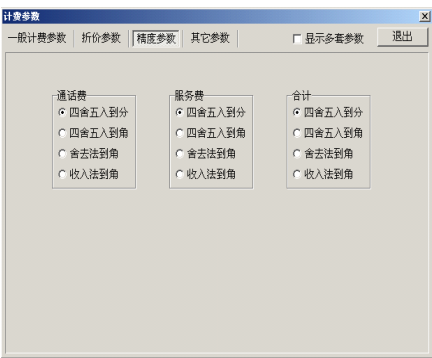 计费参数
一般计费参数 折价参数 精度参数 其它参数 显示多套参数 退出
通话费 服务费 合计
四舍五入到分 四舍五入到分 四舍五入到分
四舍五入到角 四舍五入到角 四舍五入到角
舍去法到角 舍去法到角 舍去法到角
收入法到角 收入法到角 收入法到角